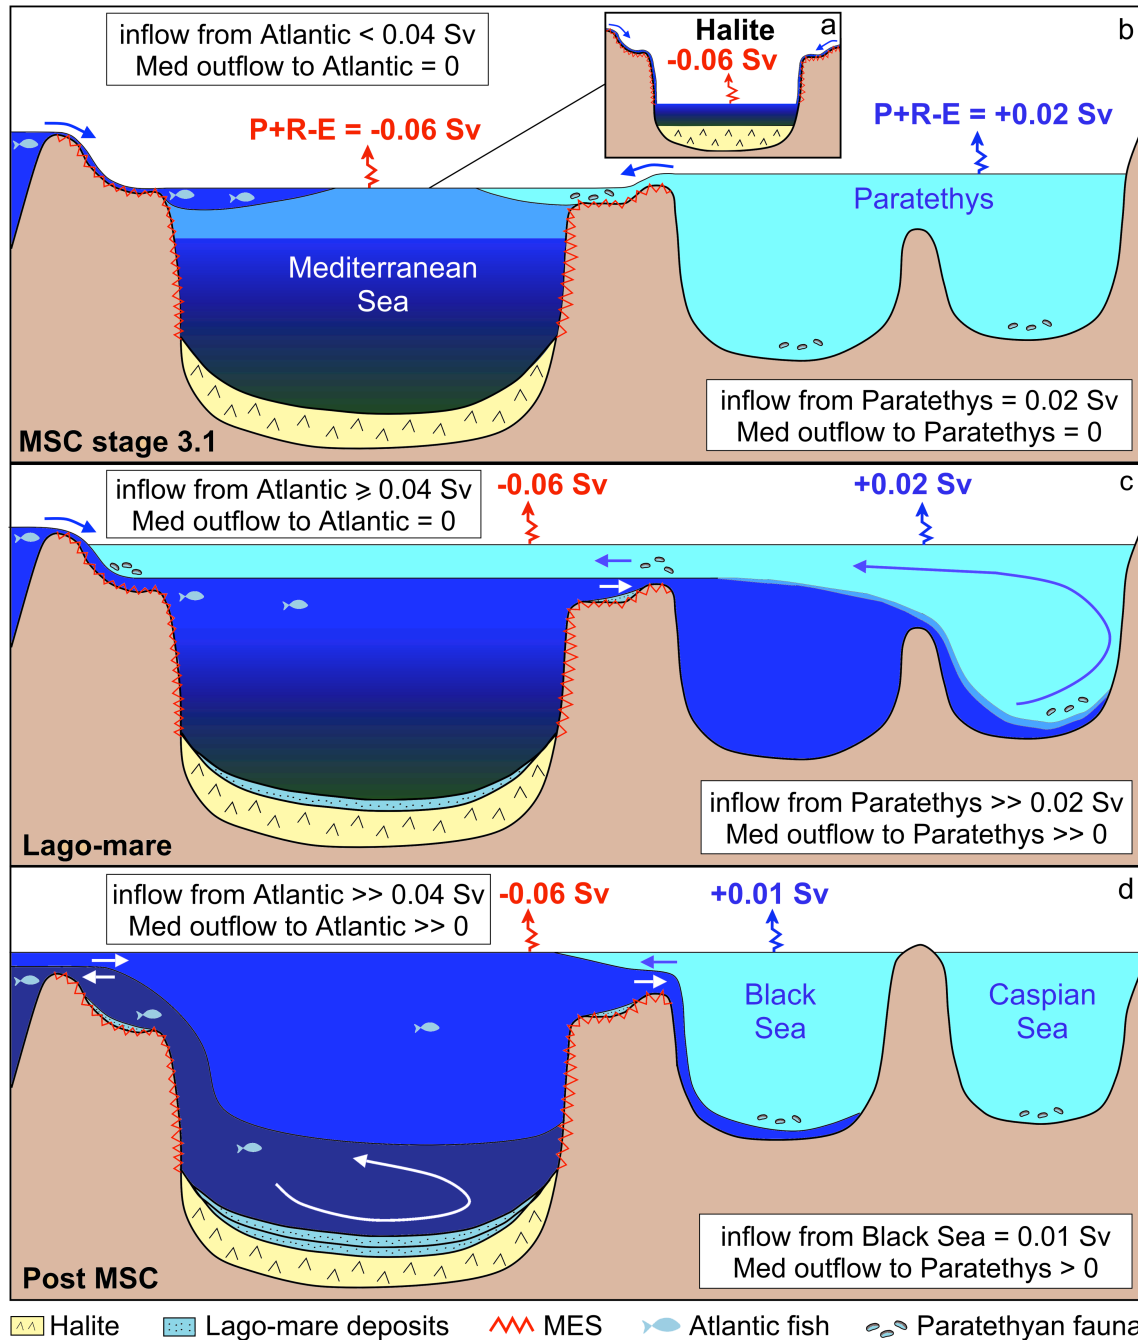 inflow from Atlantic < 0.04 Sv
Med outflow to Atlantic = 0
Halite
a
-0.06 Sv
b
P+R-E = -0.06 Sv
P+R-E = +0.02 Sv
Paratethys
Mediterranean
Sea
inflow from Paratethys = 0.02 Sv
Med outflow to Paratethys = 0
MSC stage 3.1
inflow from Atlantic ⩾ 0.04 Sv
Med outflow to Atlantic = 0
-0.06 Sv
+0.02 Sv
c
inflow from Paratethys >> 0.02 Sv
Med outflow to Paratethys >> 0
Lago-mare
inflow from Atlantic >> 0.04 Sv
Med outflow to Atlantic >> 0
-0.06 Sv
+0.01 Sv
d
Black
Sea
Caspian
Sea
inflow from Black Sea = 0.01 Sv
Med outflow to Paratethys > 0
Post MSC
Halite
Lago-mare deposits
MES
Atlantic fish
Paratethyan fauna